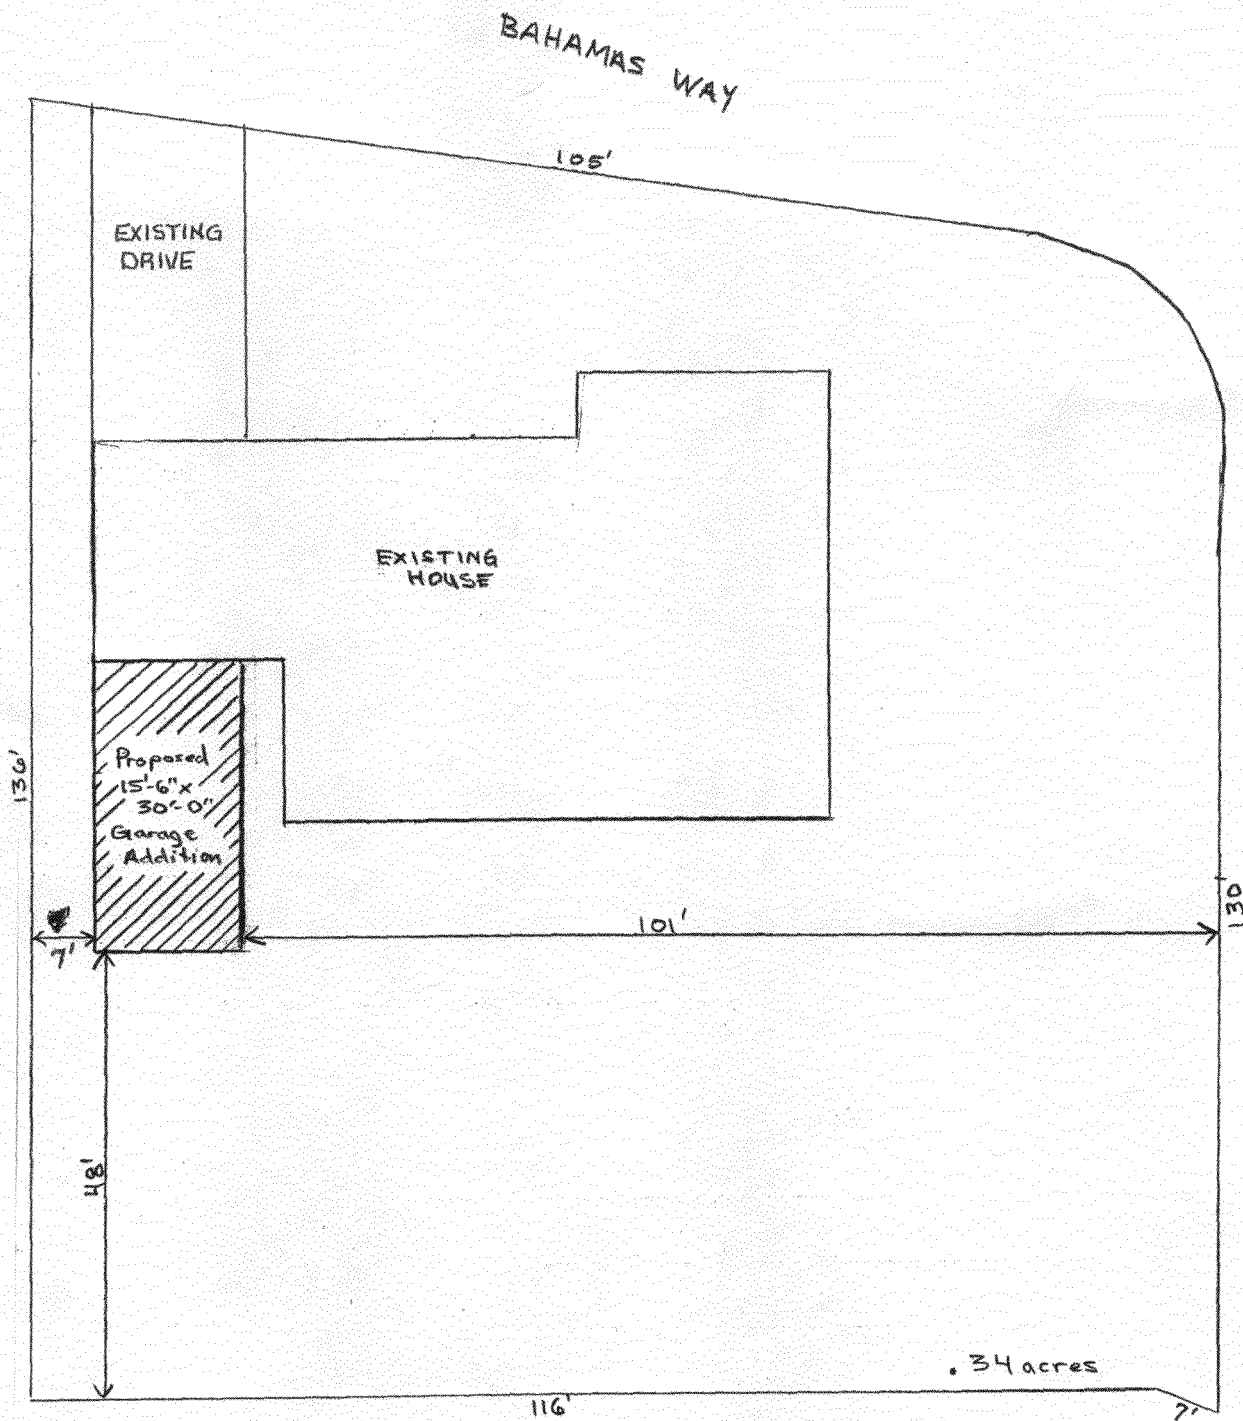 BAHAMAS WAY
105'
EXISTING
DRIVE
EXISTING
HOUSE
136'
Proposed
15'-6" x
30'-0"
Garage
Addition
7'
101'
130
48'
.34 acres
116'
7'